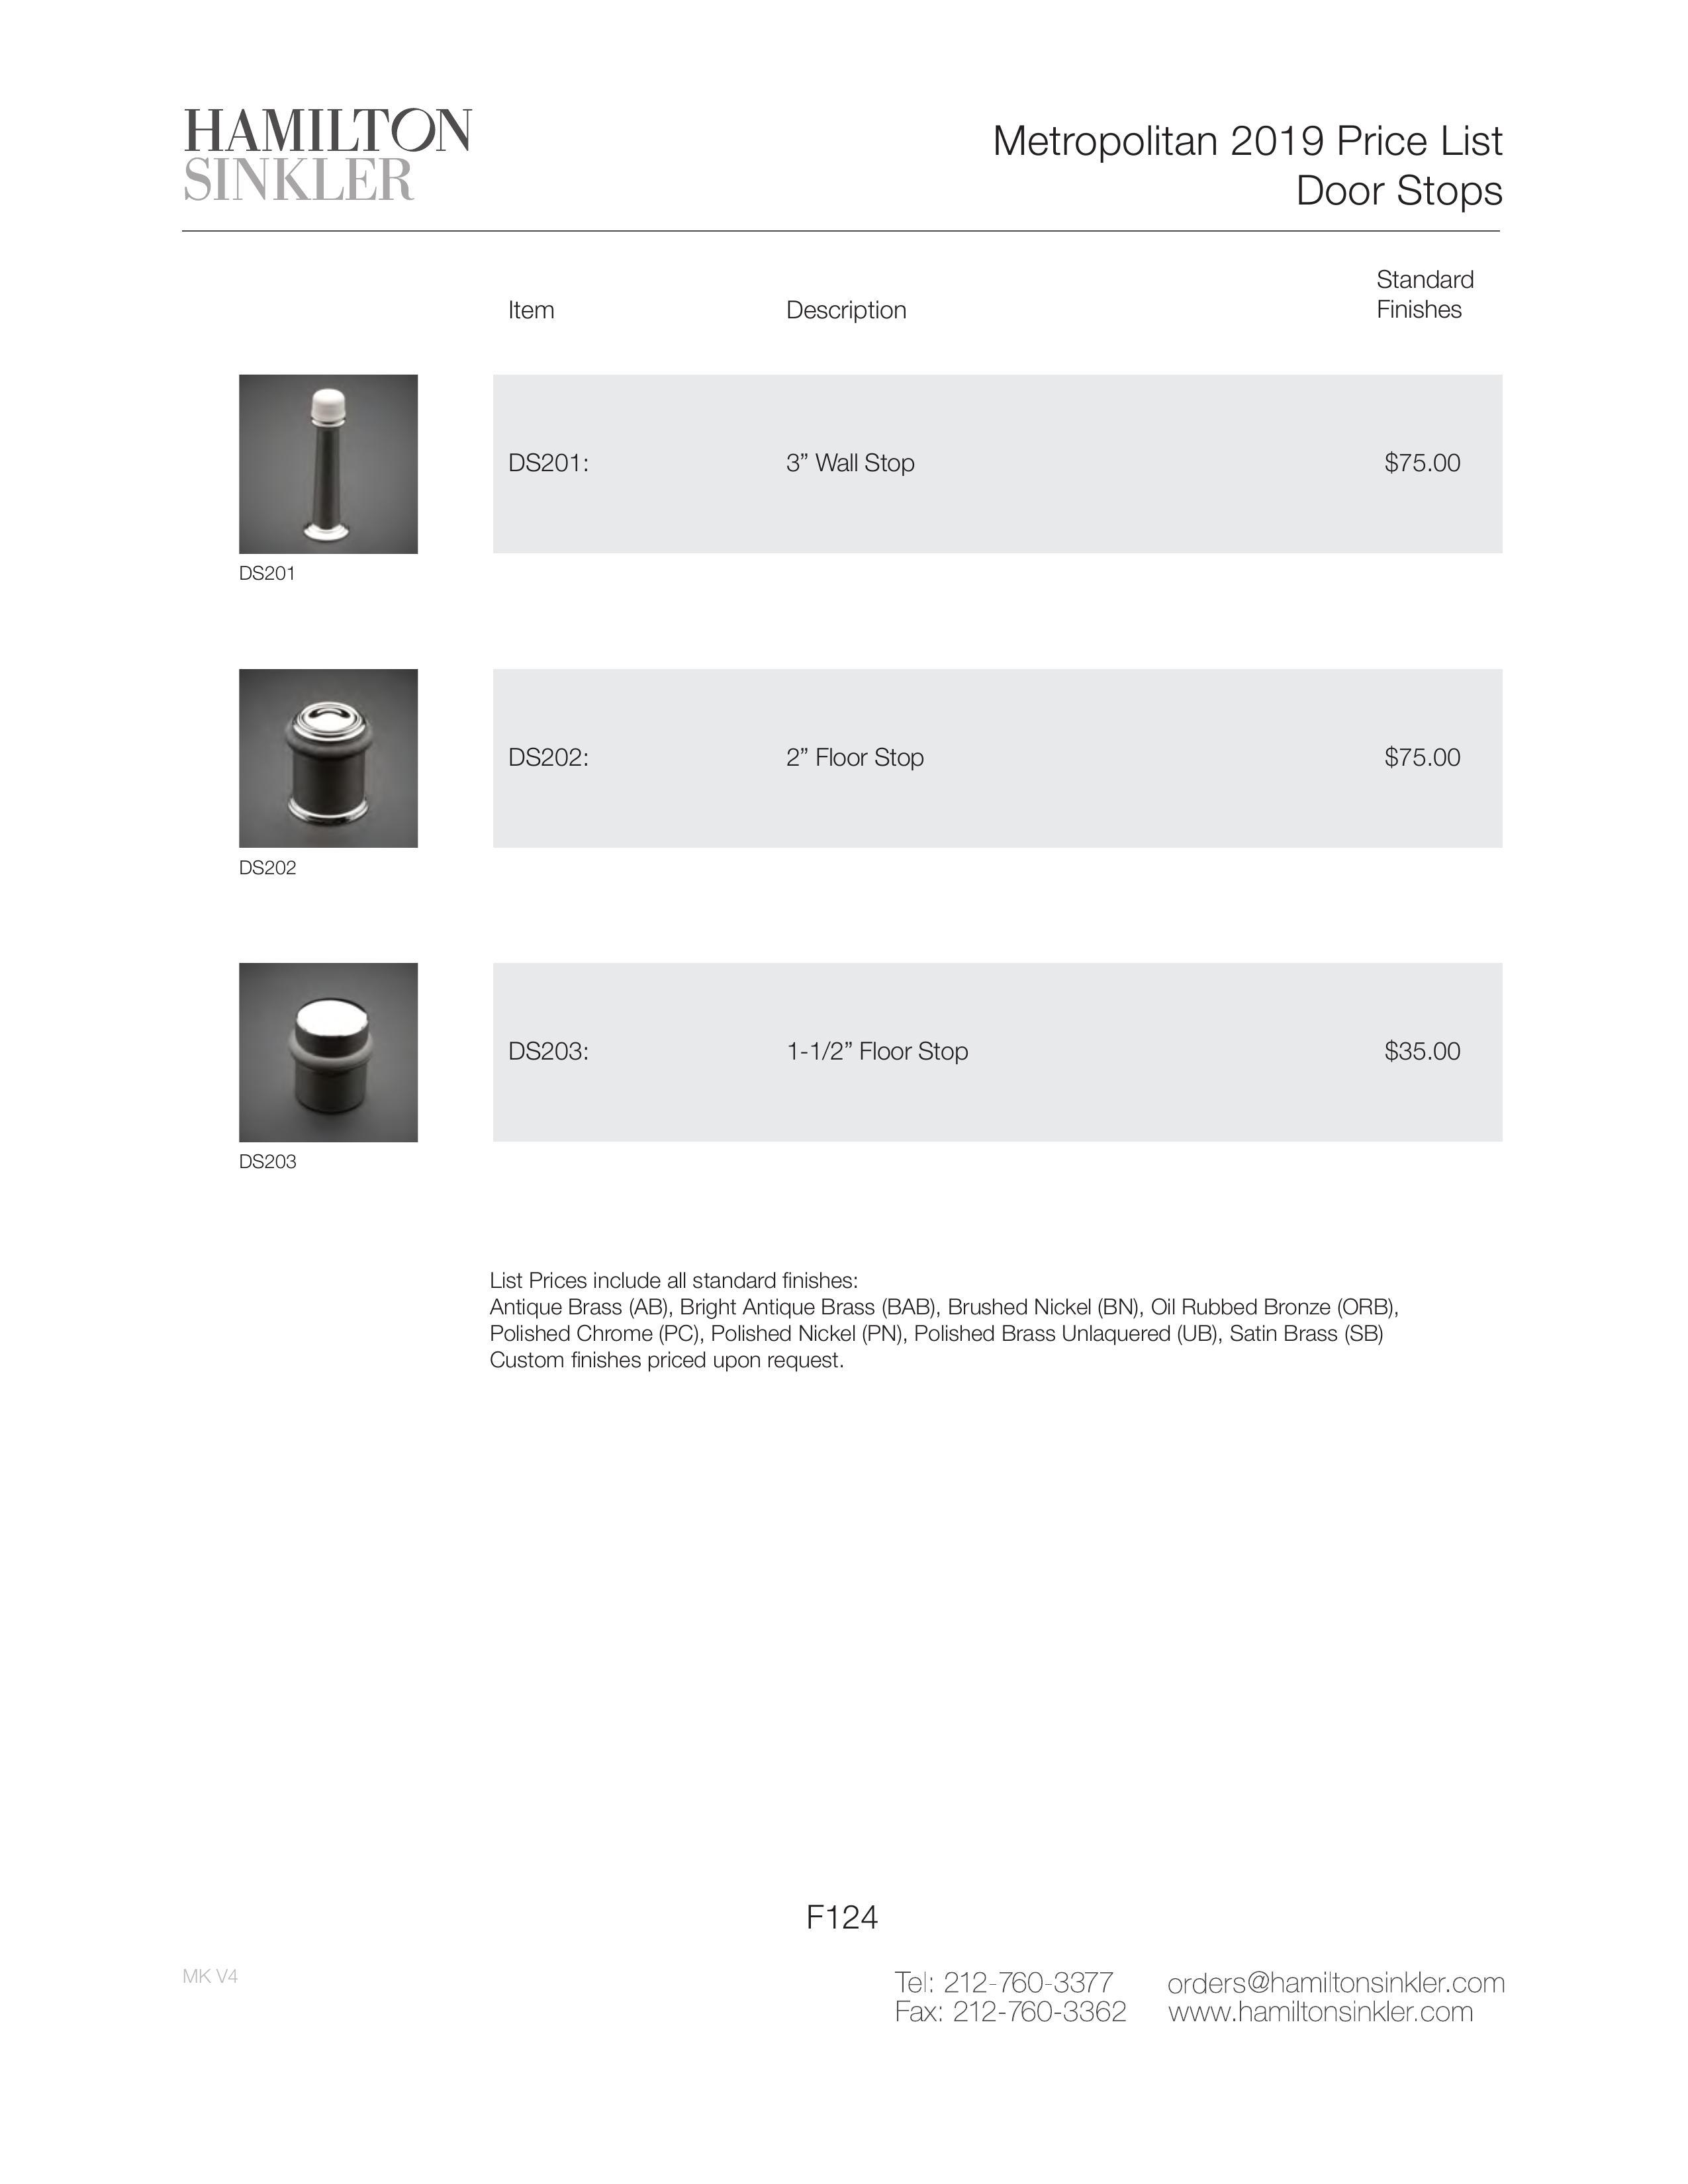 HAMILTON
SINKLER
Metropolitan 2019 Price List
Door Stops
Item
Description
Standard
Finishes
DS201:
3” Wall Stop
$75.00
DS201
DS202:
2” Floor Stop
$75.00
DS202
DS203:
1-1/2” Floor Stop
$35.00
DS203
List Prices include all standard finishes:
Antique Brass (AB), Bright Antique Brass (BAB), Brushed Nickel (BN), Oil Rubbed Bronze (ORB),
Polished Chrome (PC), Polished Nickel (PN), Polished Brass Unlaquered (UB), Satin Brass (SB)
Custom finishes priced upon request.
F124
MK V4
Tel: 212-760-3377
orders@hamiltonsinkler.com
Fax: 212-760-3362
www.hamiltonsinkler.com